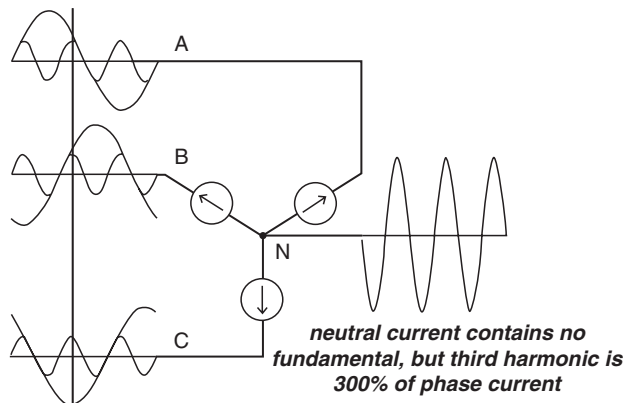 A
B
N
C
neutral current contains no
fundamental, but third harmonic is
300% of phase current